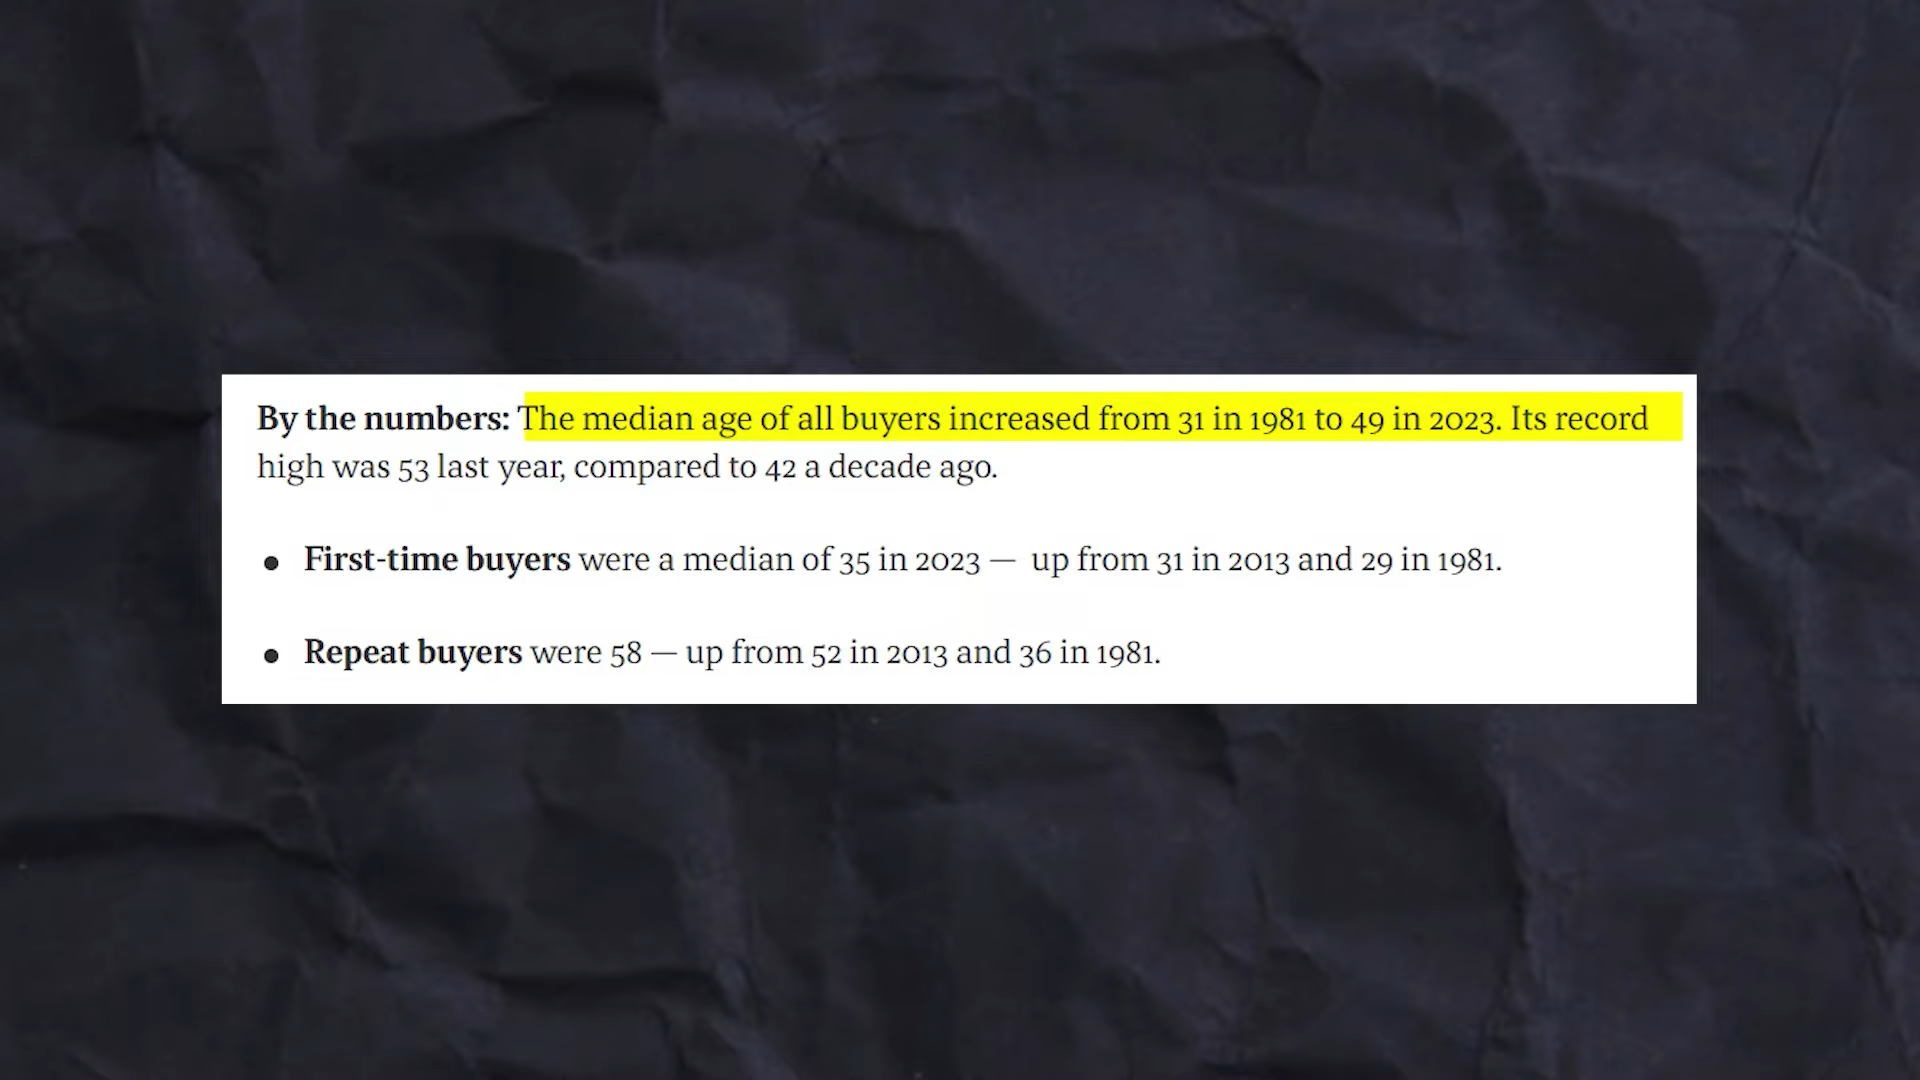 By the numbers: The median age of all buyers increased from 31 in 1981 to 49 in 2023. Its record
high was 53 last year, compared to 42 a decade ago.
• First-time buyers were a median of 35 in 2023 — up from 31 in 2013 and 29 in 1981.
• Repeat buyers were 58 — up from 52 in 2013 and 36 in 1981.